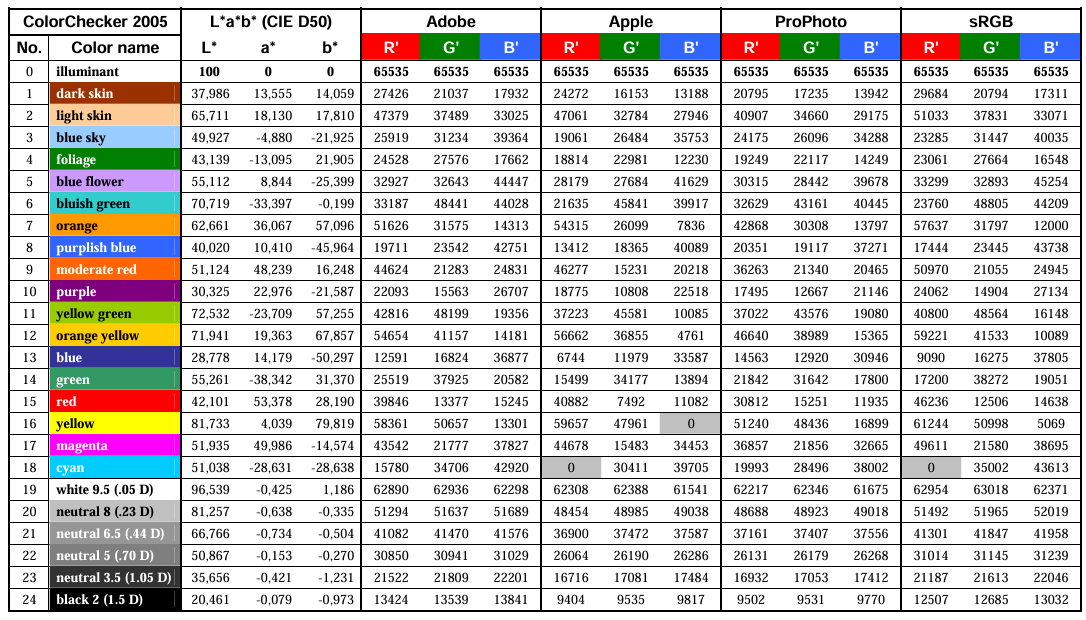 ColorChecker 2005 L*a*b* (CIE D50) Adobe Apple ProPhoto sRGB
No. Color name L* a* b* R' G' B' R' G' B' R' G' B' R' G' B'
0 illuminant 100 0 0 65535 65535 65535 65535 65535 65535 65535 65535 65535 65535 65535 65535
1 dark skin 37,986 13,555 14,059 27426 21037 17932 24272 16153 13188 20795 17235 13942 29684 20794 17311
2 light skin 65,711 18,130 17,810 47379 37489 33025 47061 32784 27946 40907 34660 29175 51033 37831 33071
3 blue sky 49,927 -4,880 -21,925 25919 31234 39364 19061 26484 35753 24175 26096 34288 23285 31447 40035
4 foliage 43,139 -13,095 21,905 24528 27576 17662 18814 22981 12230 19249 22117 14249 23061 27664 16548
5 blue flower 55,112 8,844 -25,399 32927 32643 44447 28179 27684 41629 30315 28442 39678 33299 32893 45254
6 bluish green 70,719 -33,397 -0,199 33187 48441 44028 21635 45841 39917 32629 43161 40445 23760 48805 44209
7 orange 62,661 36,067 57,096 51626 31575 14313 54315 26099 7836 42868 30308 13797 57637 31797 12000
8 purplish blue 40,020 10,410 -45,964 19711 23542 42751 13412 18365 40089 20351 19117 37271 17444 23445 43738
9 moderate red 51,124 48,239 16,248 44624 21283 24831 46277 15231 20218 36263 21340 20465 50970 21055 24945
10 purple 30,325 22,976 -21,587 22093 15563 26707 18775 10808 22518 17495 12667 21146 24062 14904 27134
11 yellow green 72,532 -23,709 57,255 42816 48199 19356 37223 45581 10085 37022 43576 19080 40800 48564 16148
12 orange yellow 71,941 19,363 67,857 54654 41157 14181 56662 36855 4761 46640 38989 15365 59221 41533 10089
13 blue 28,778 14,179 -50,297 12591 16824 36877 6744 11979 33587 14563 12920 30946 9090 16275 37805
14 green 55,261 -38,342 31,370 25519 37925 20582 15499 34177 13894 21842 31642 17800 17200 38272 19051
15 red 42,101 53,378 28,190 39846 13377 15245 40882 7492 11082 30812 15251 11935 46236 12506 14638
16 yellow 81,733 4,039 79,819 58361 50657 13301 59657 47961 0 51240 48436 16899 61244 50998 5069
17 magenta 51,935 49,986 -14,574 43542 21777 37827 44678 15483 34453 36857 21856 32665 49611 21580 38695
18 cyan 51,038 -28,631 -28,638 15780 34706 42920 0 30411 39705 19993 28496 38002 0 35002 43613
19 white 9.5 (.05 D) 96,539 -0,425 1,186 62890 62936 62298 62308 62388 61541 62217 62346 61675 62954 63018 62371
20 neutral 8 (.23 D) 81,257 -0,638 -0,335 51294 51637 51689 48454 48985 49038 48688 48923 49018 51492 51965 52019
21 neutral 6.5 (.44 D) 66,766 -0,734 -0,504 41082 41470 41576 36900 37472 37587 37161 37407 37556 41301 41847 41958
22 neutral 5 (.70 D) 50,867 -0,153 -0,270 30850 30941 31029 26064 26190 26286 26131 26179 26268 31014 31145 31239
23 neutral 3.5 (1.05 D) 35,656 -0,421 -1,231 21522 21809 22201 16716 17081 17484 16932 17053 17412 21187 21613 22046
24 black 2 (1.5 D) 20,461 -0,079 -0,973 13424 13539 13841 9404 9535 9817 9502 9531 9770 12507 12685 13032